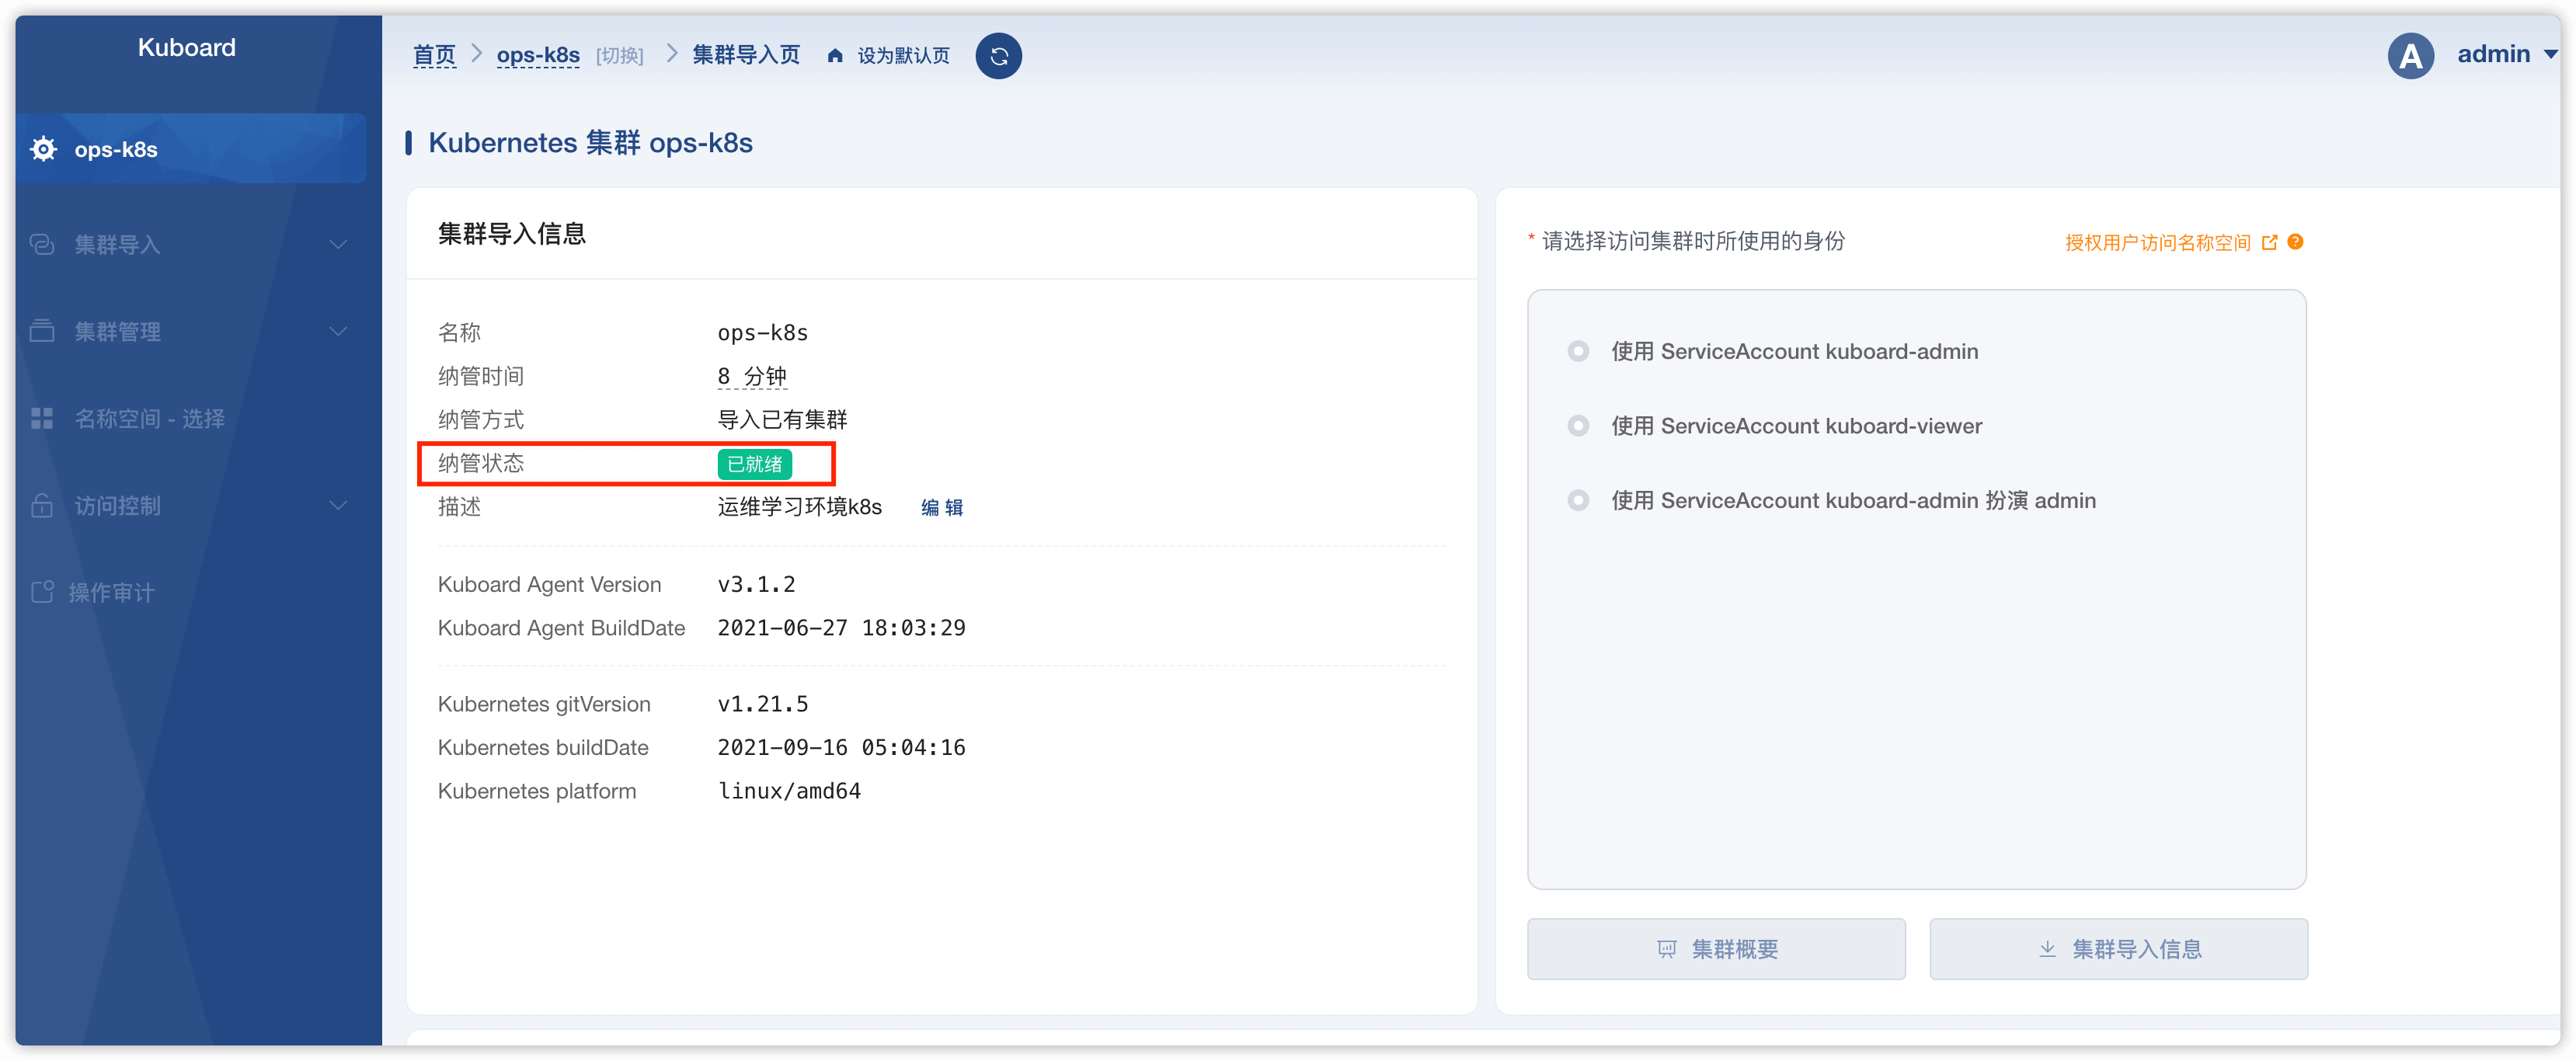 Kuboard
ops-k8s
集群导入
集群管理
名称空间 - 选择
访问控制
操作审计
首页 > ops-k8s [切换] > 集群导入页 设为默认页
A admin
Kubernetes 集群 ops-k8s
集群导入信息
名称 ops-k8s
纳管时间 8 分钟
纳管方式 导入已有集群
纳管状态 已就绪
描述 运维学习环境k8s 编 辑
Kuboard Agent Version v3.1.2
Kuboard Agent BuildDate 2021-06-27 18:03:29
Kubernetes gitVersion v1.21.5
Kubernetes buildDate 2021-09-16 05:04:16
Kubernetes platform linux/amd64
* 请选择访问集群时所使用的身份 授权用户访问名称空间 ?
使用 ServiceAccount kuboard-admin
使用 ServiceAccount kuboard-viewer
使用 ServiceAccount kuboard-admin 扮演 admin
集群概要 集群导入信息